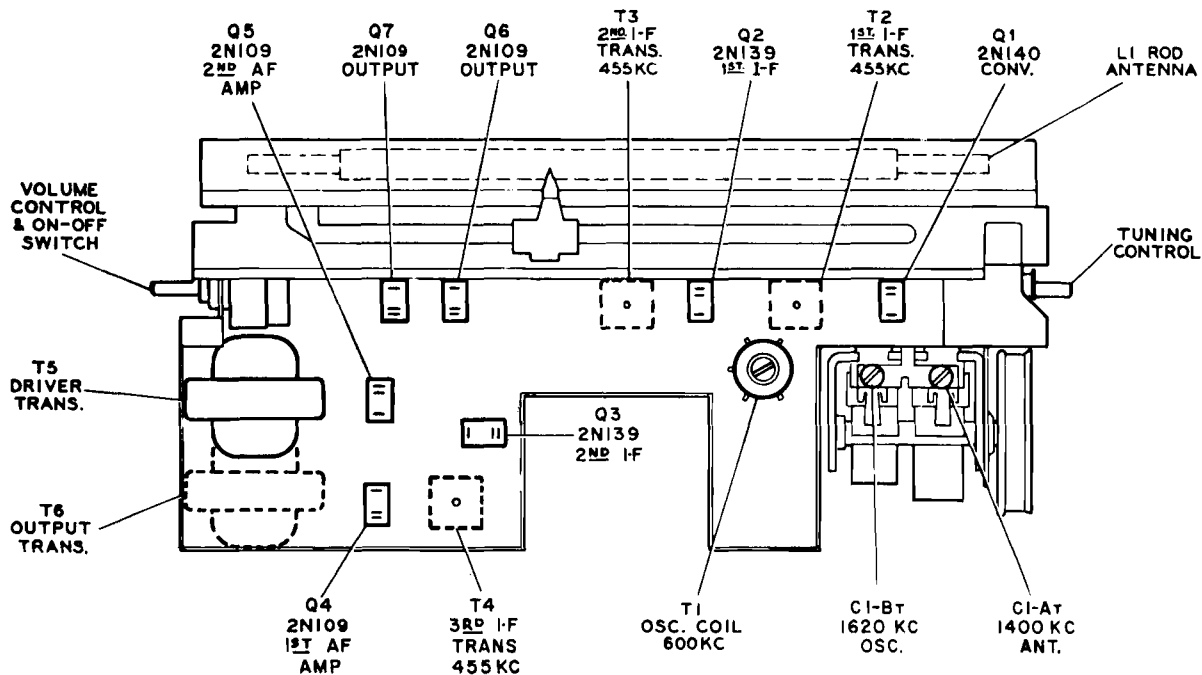 Q5
2N109
2ND AF
AMP
Q7
2N109
OUTPUT
Q6
2N109
OUTPUT
T3
2ND I-F
TRANS.
455KC
Q2
2N139
1ST I-F
T2
1ST I-F
TRANS.
455KC
Q1
2N140
CONV.
L1 ROD
ANTENNA
VOLUME
CONTROL
& ON-OFF
SWITCH
TUNING
CONTROL
T5
DRIVER
TRANS.
Q3
2N139
2ND I-F
T6
OUTPUT
TRANS.
Q4
2N109
1ST AF
AMP
T4
3RD I-F
TRANS
455KC
T1
OSC. COIL
600KC
C1-BT
1620 KC
OSC.
C1-AT
1400 KC
ANT.